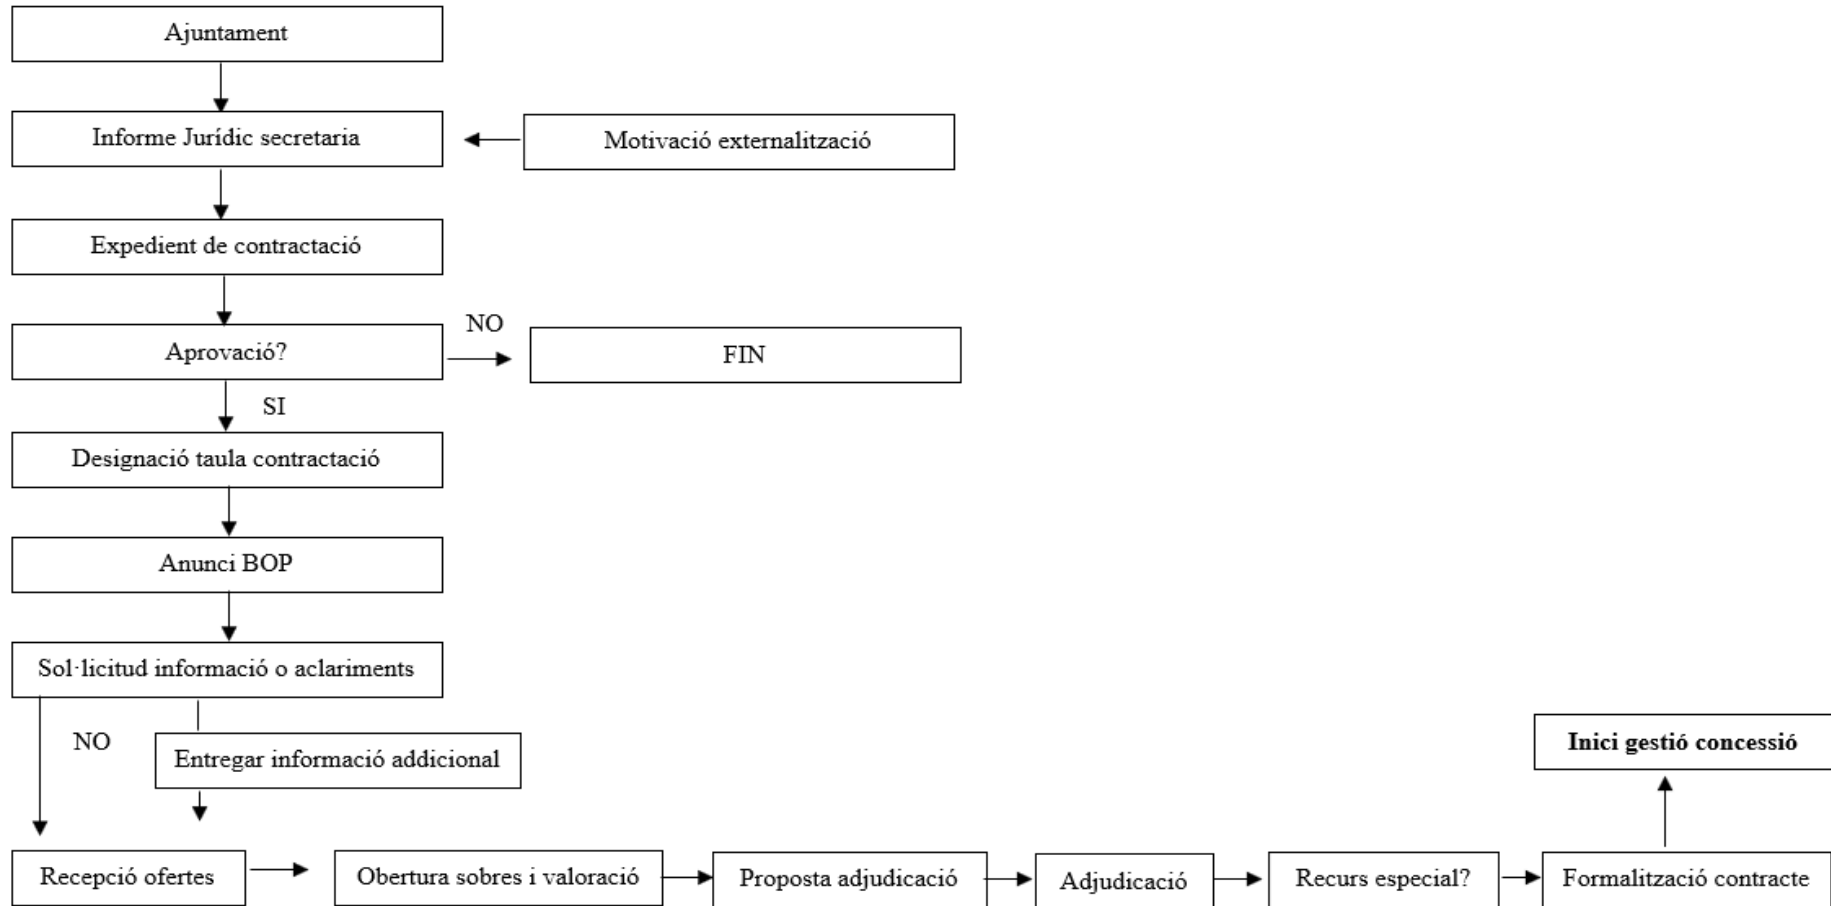 Ajuntament
Informe Jurídic secretaria
Motivació externalització
Expedient de contractació
Aprovació?
NO
FIN
SI
Designació taula contractació
Anunci BOP
Sol·licitud informació o aclariments
NO
Entregar informació addicional
Inici gestió concessió
Recepció ofertes
Obertura sobres i valoració
Proposta adjudicació
Adjudicació
Recurs especial?
Formalització contracte